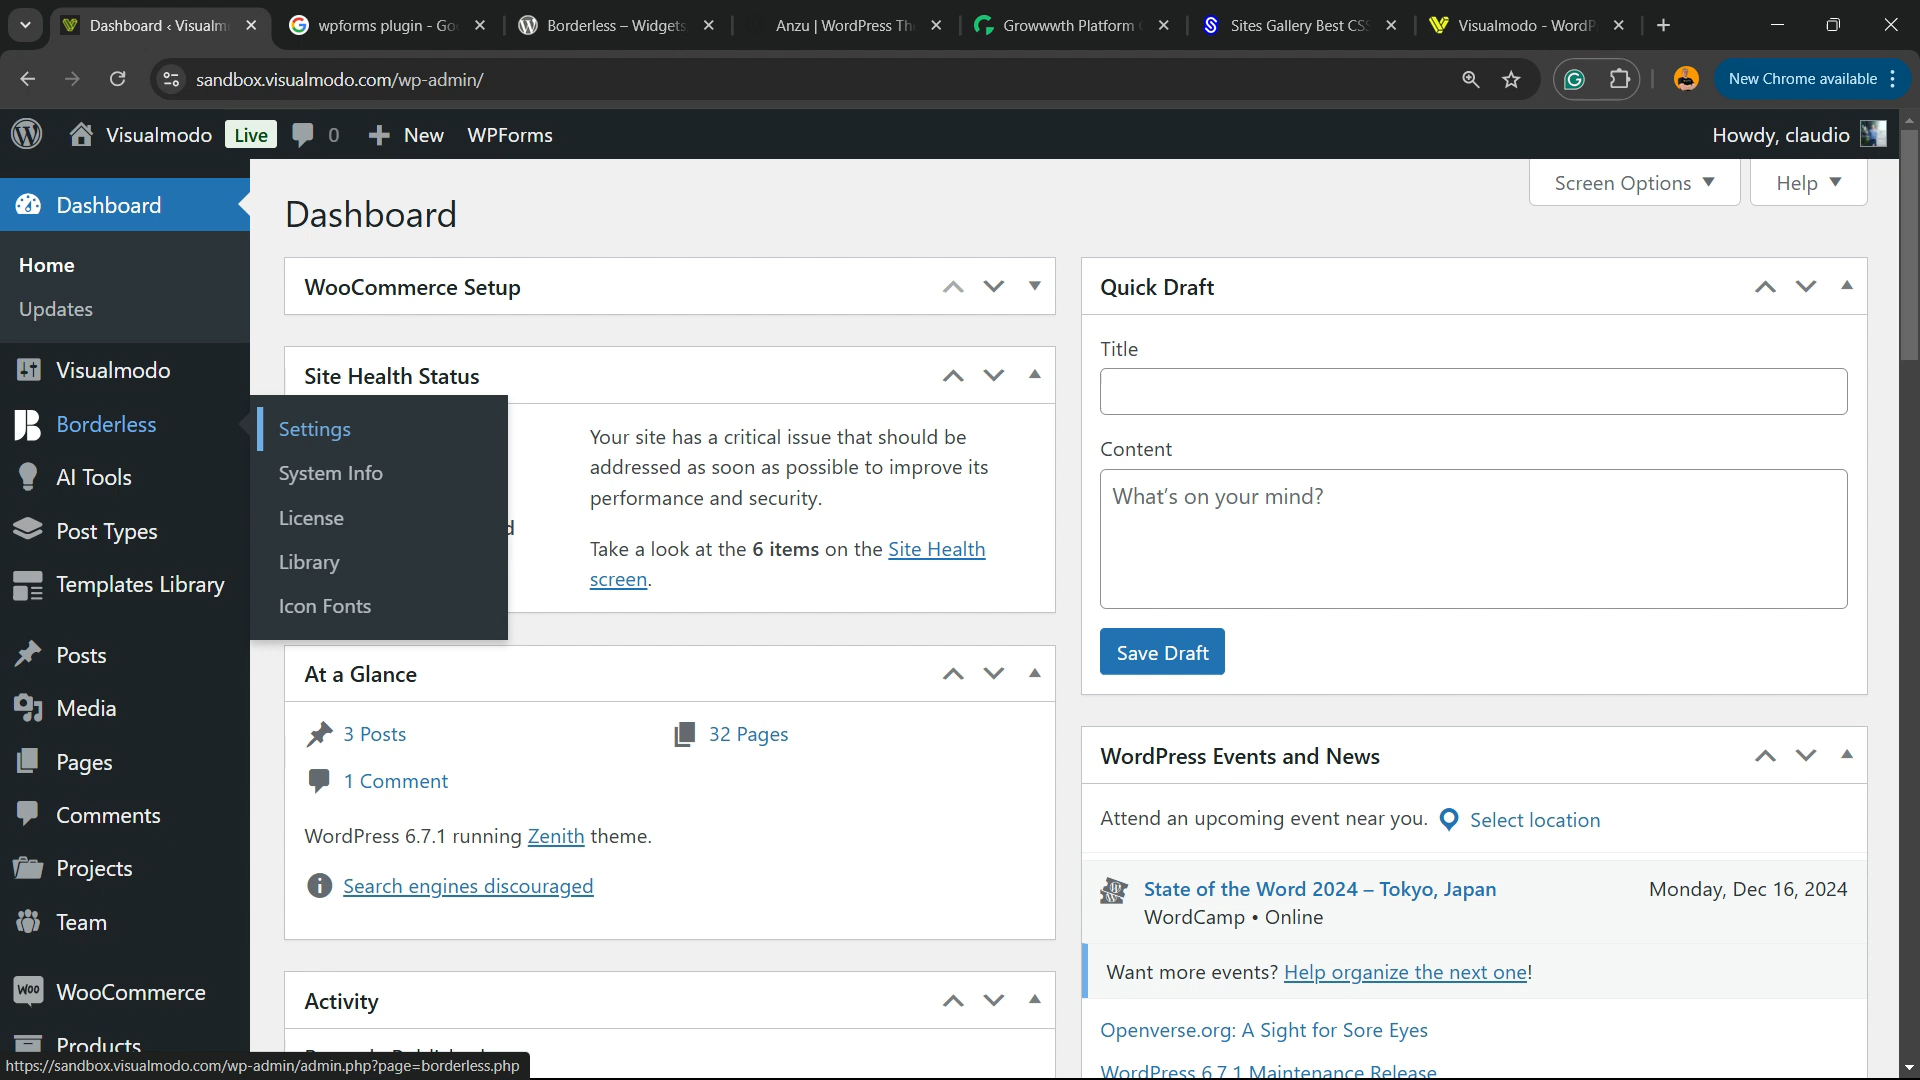 Dashboard ‹ Visualm
wpforms plugin - Go
Borderless – Widgets
Anzu | WordPress Th
Growwwth Platform
Sites Gallery Best CSS
Visualmodo - WordP
sandbox.visualmodo.com/wp-admin/
New Chrome available
Visualmodo
Live
0
New
WPForms
Howdy, claudio
Dashboard
Home
Updates
Visualmodo
Borderless
AI Tools
Post Types
Templates Library
Posts
Media
Pages
Comments
Projects
Team
WooCommerce
Products
Settings
System Info
License
Library
Icon Fonts
Screen Options
Help
Dashboard
WooCommerce Setup
Site Health Status
Your site has a critical issue that should be
addressed as soon as possible to improve its
performance and security.
Take a look at the 6 items on the Site Health
screen.
At a Glance
3 Posts
32 Pages
1 Comment
WordPress 6.7.1 running Zenith theme.
Search engines discouraged
Activity
Quick Draft
Title
Content
What's on your mind?
Save Draft
WordPress Events and News
Attend an upcoming event near you.
Select location
State of the Word 2024 – Tokyo, Japan
Monday, Dec 16, 2024
WordCamp • Online
Want more events? Help organize the next one!
Openverse.org: A Sight for Sore Eyes
WordPress 6.7.1 Maintenance Release
https://sandbox.visualmodo.com/wp-admin/admin.php?page=borderless.php